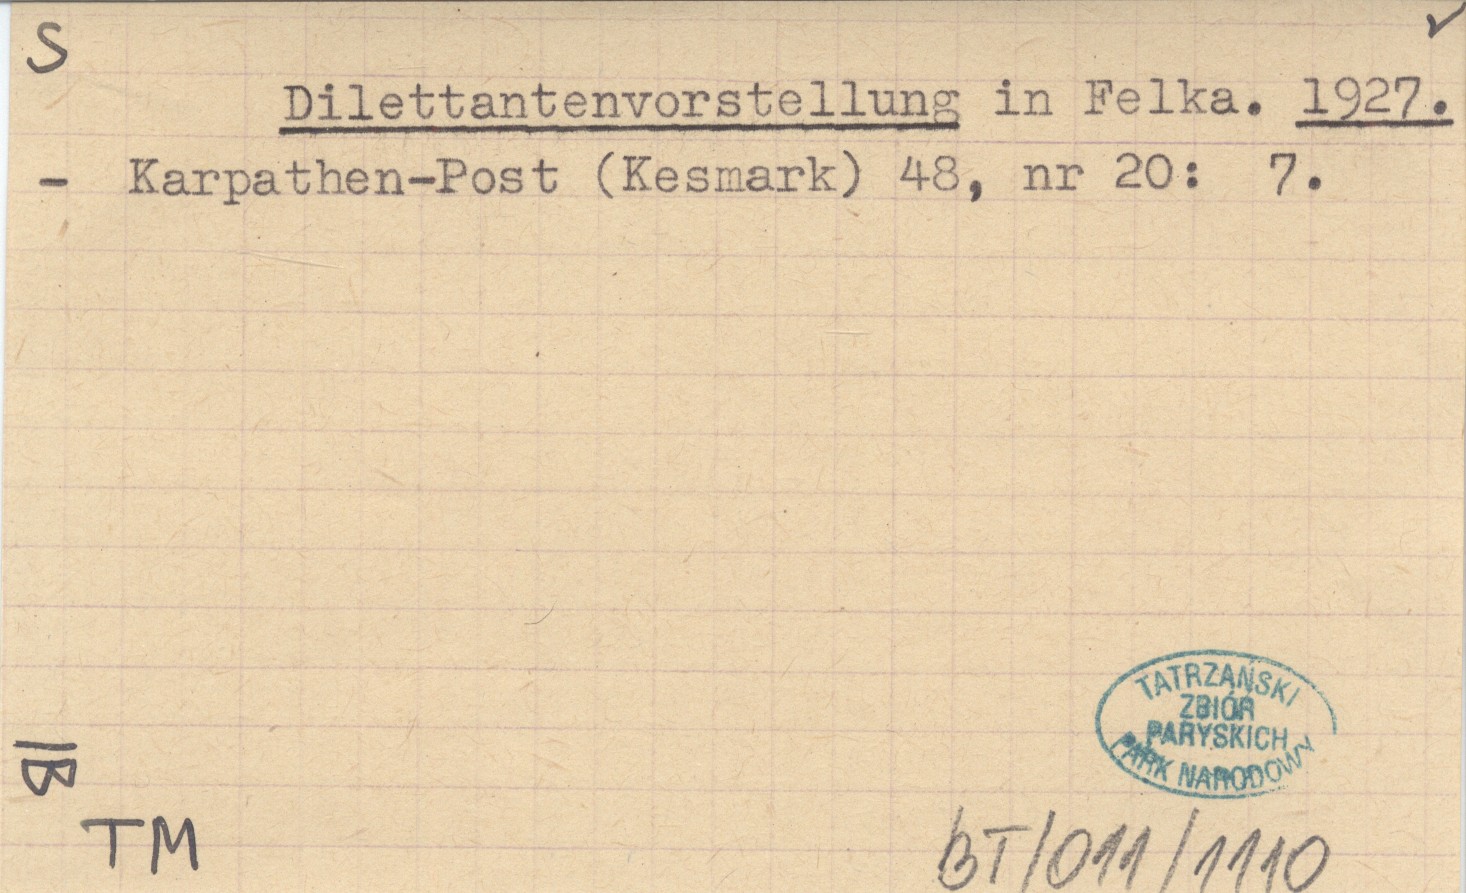 S
Dilettantenvorstellung in Felka. 1927.
- Karpathen-Post (Kesmark) 48, nr 20: 7.
TATRZAŃSKI
ZBIÓR
PARYSKICH
PARK NARODOWY
IIB
TM
BT/011/1110